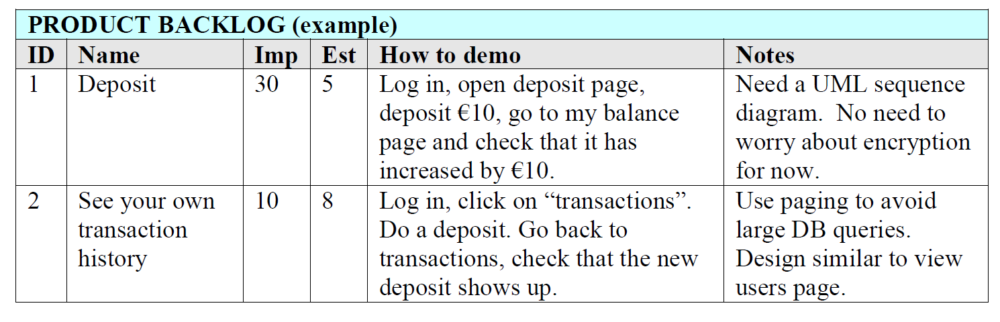 PRODUCT BACKLOG (example)
ID Name Imp Est How to demo Notes
1 Deposit 30 5 Log in, open deposit page, Need a UML sequence
deposit €10, go to my balance diagram.  No need to
page and check that it has worry about encryption
increased by €10. for now.
2 See your own 10 8 Log in, click on “transactions”. Use paging to avoid
transaction Do a deposit. Go back to large DB queries.
history transactions, check that the new Design similar to view
deposit shows up. users page.